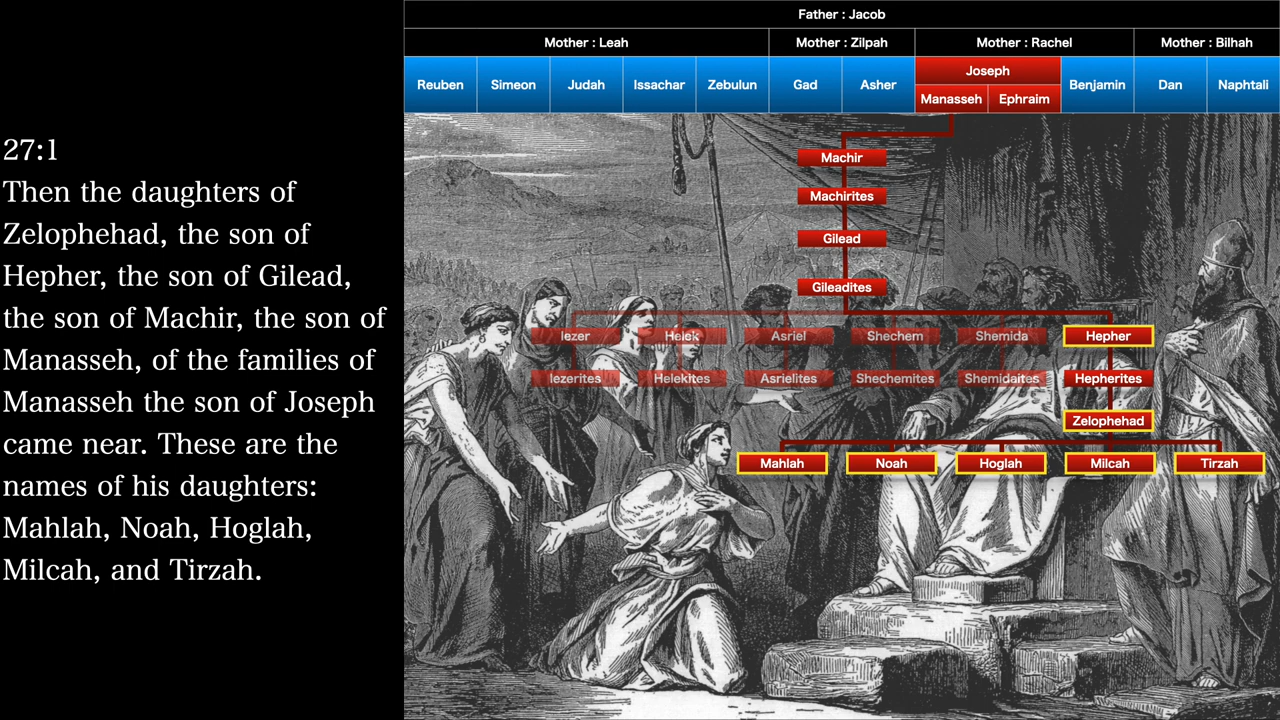 27:1
Then the daughters of
Zelophehad, the son of
Hepher, the son of Gilead,
the son of Machir, the son of
Manasseh, of the families of
Manasseh the son of Joseph
came near. These are the
names of his daughters:
Mahlah, Noah, Hoglah,
Milcah, and Tirzah.
Father : Jacob
Mother : Leah Mother : Zilpah Mother : Rachel Mother : Bilhah
Reuben Simeon Judah Issachar Zebulun Gad Asher Joseph Benjamin Dan Naphtali
Manasseh Ephraim
Machir
Machirites
Gilead
Gileadites
Iezer Helek Asriel Shechem Shemida Hepher
Iezerites Helekites Asrielites Shechemites Shemidaites Hepherites
Zelophehad
Mahlah Noah Hoglah Milcah Tirzah